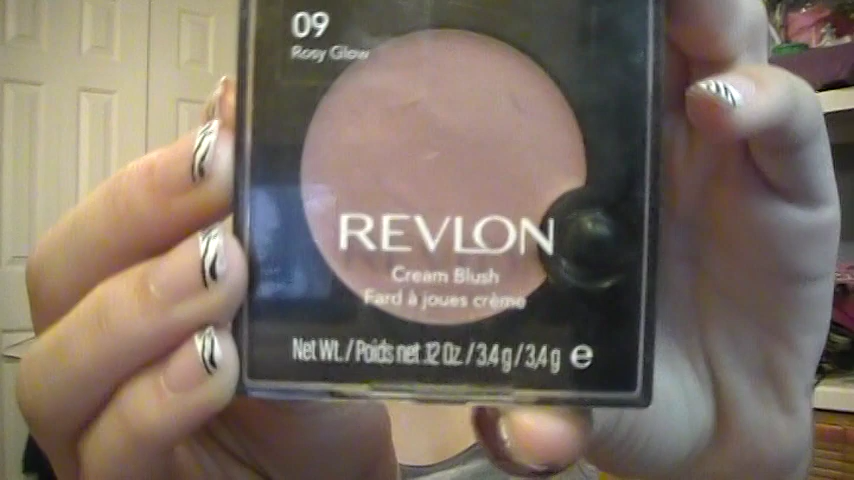 09
Rosy Glow
REVLON
Cream Blush
Fard à joues crème
Net Wt. / Poids net .12 Oz. / 3.4 g / 3,4 g e